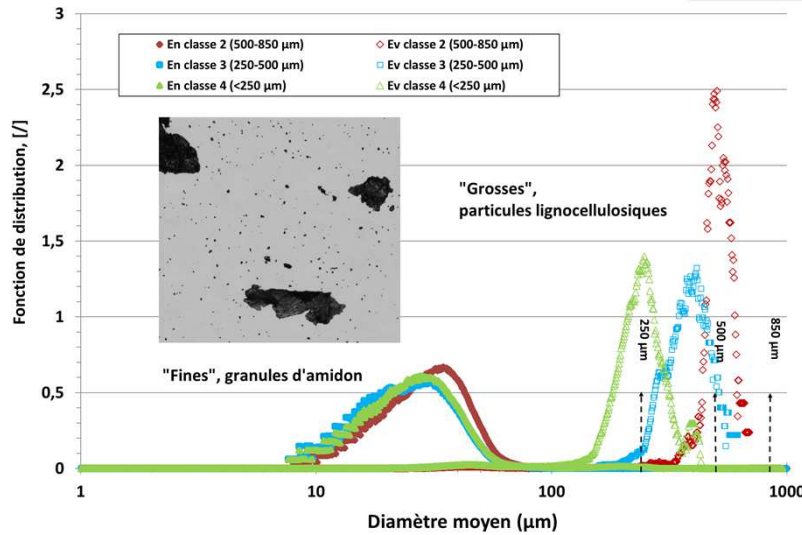 3
2,5
2
1,5
1
0,5
0
Fonction de distribution, [/]
En classe 2 (500-850 µm)
Ev classe 2 (500-850 µm)
En classe 3 (250-500 µm)
Ev classe 3 (250-500 µm)
En classe 4 (<250 µm)
Ev classe 4 (<250 µm)
"Grosses",
particules lignocellulosiques
"Fines", granules d'amidon
250 µm
500 µm
850 µm
1
10
100
1000
Diamètre moyen (µm)